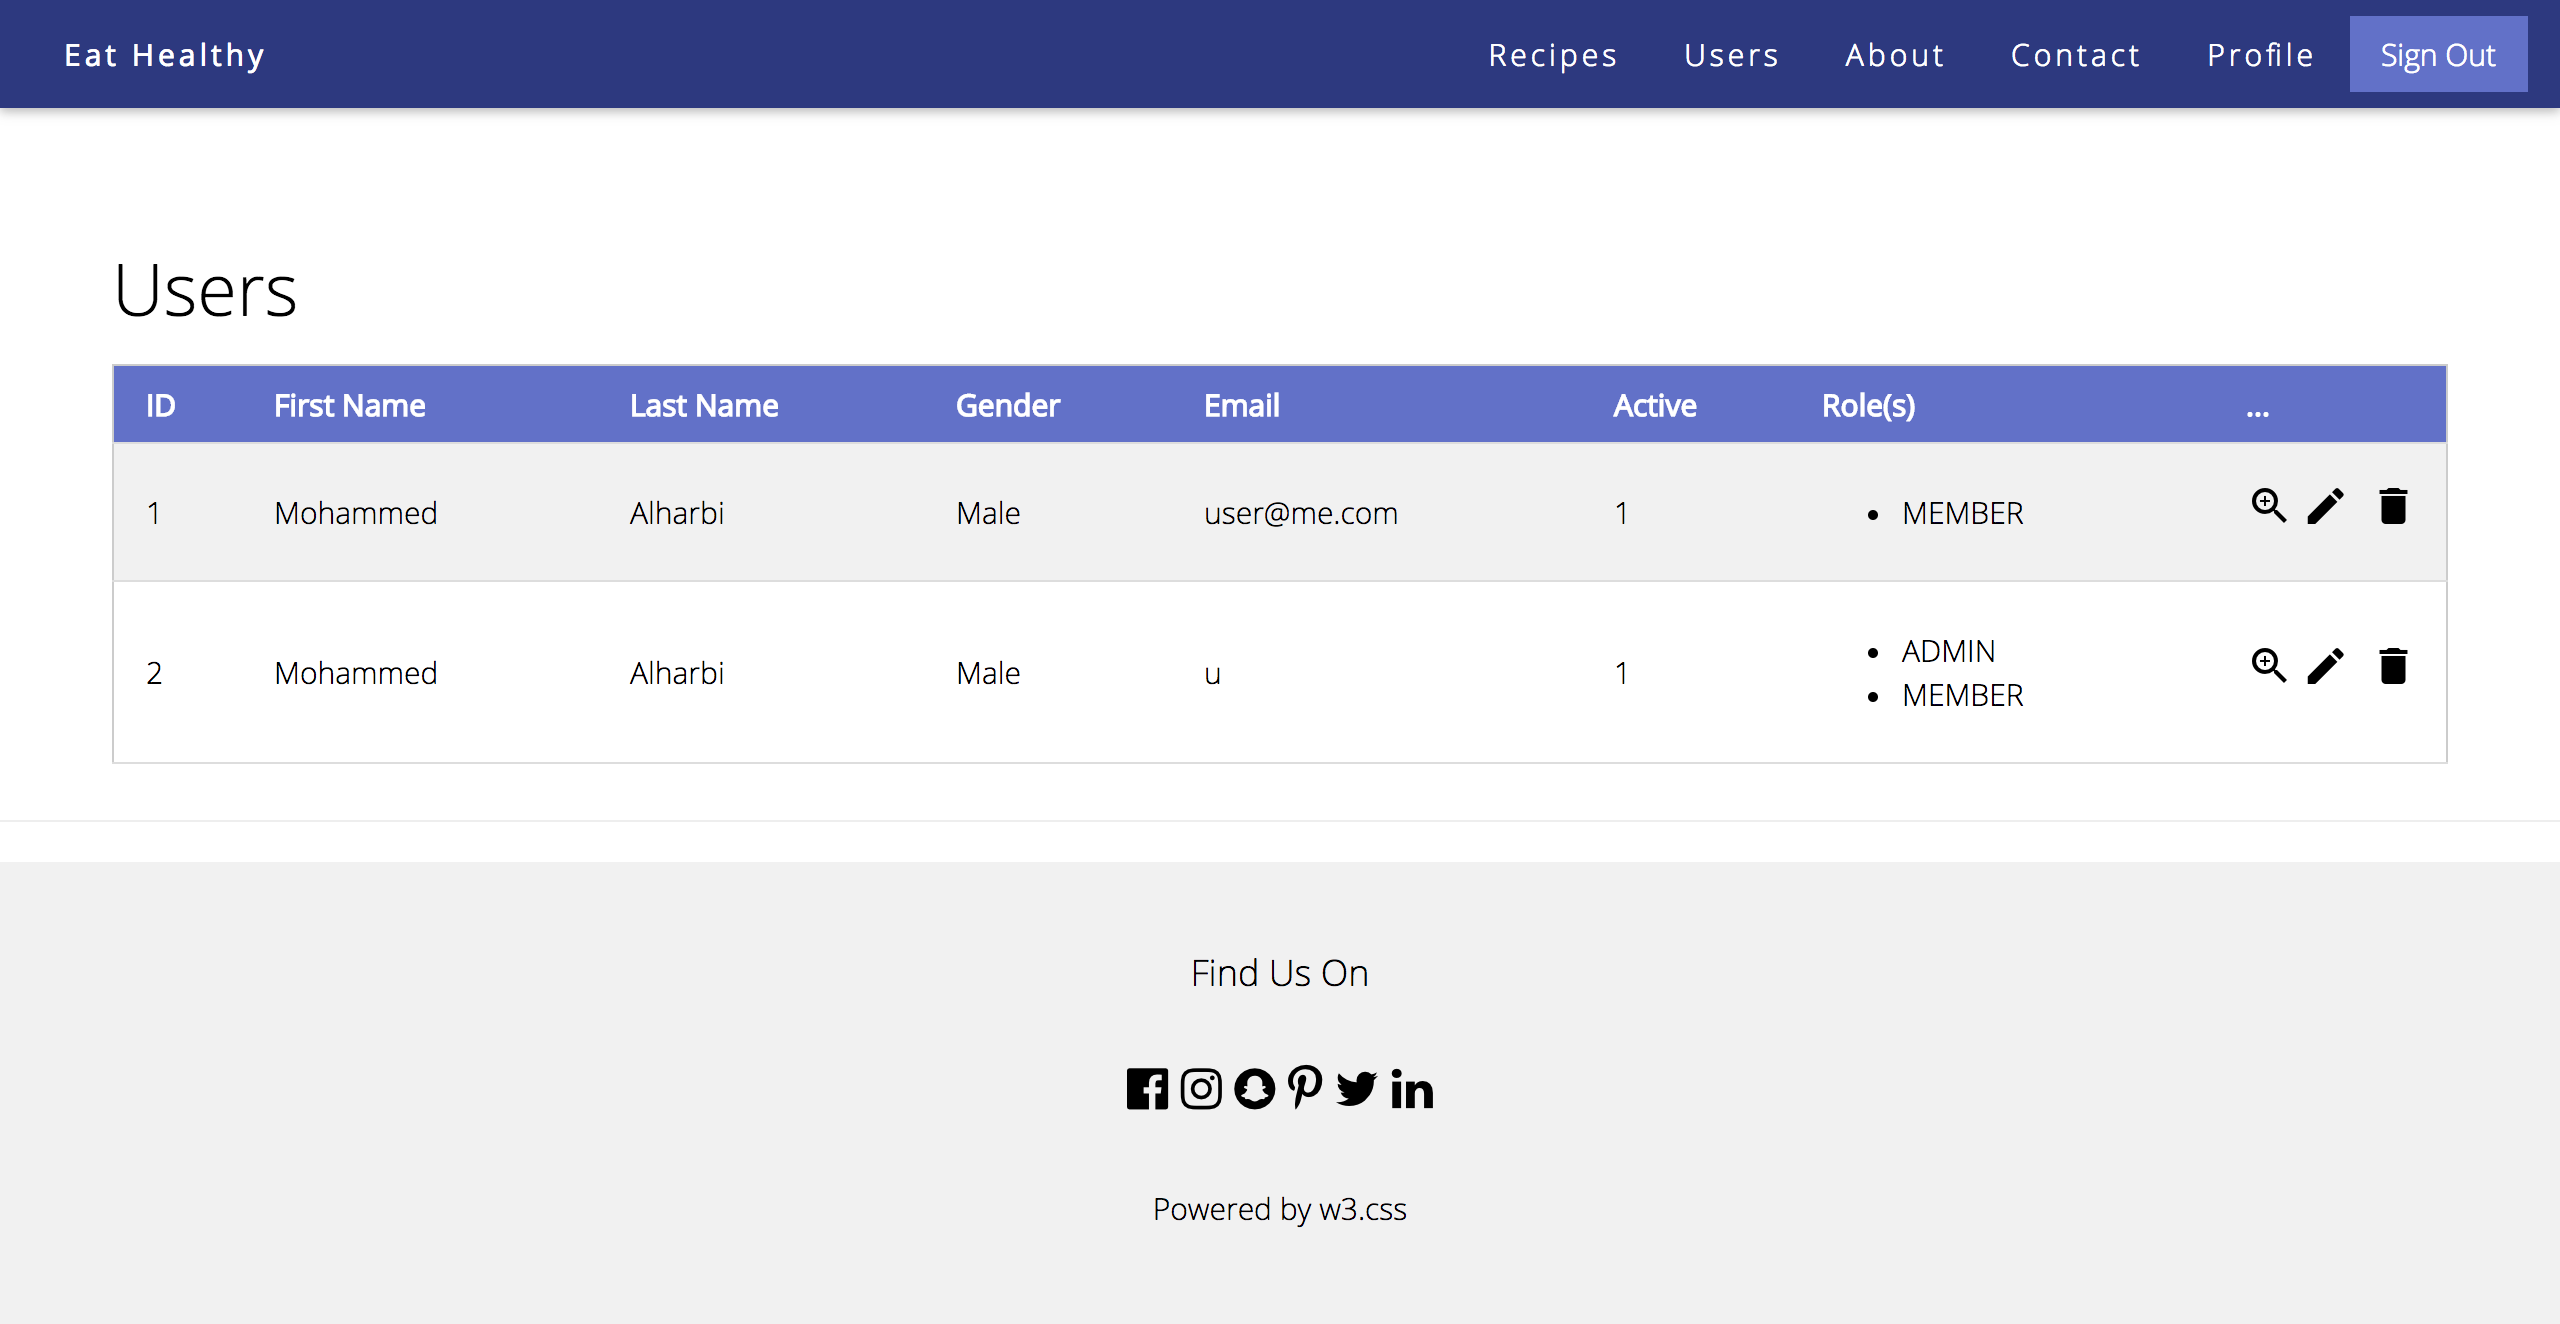 Eat Healthy Recipes Users About Contact Profile Sign Out
Users
ID First Name Last Name Gender Email Active Role(s) ...
1 Mohammed Alharbi Male user@me.com 1 • MEMBER
2 Mohammed Alharbi Male u 1 • ADMIN
• MEMBER
Find Us On
Powered by w3.css